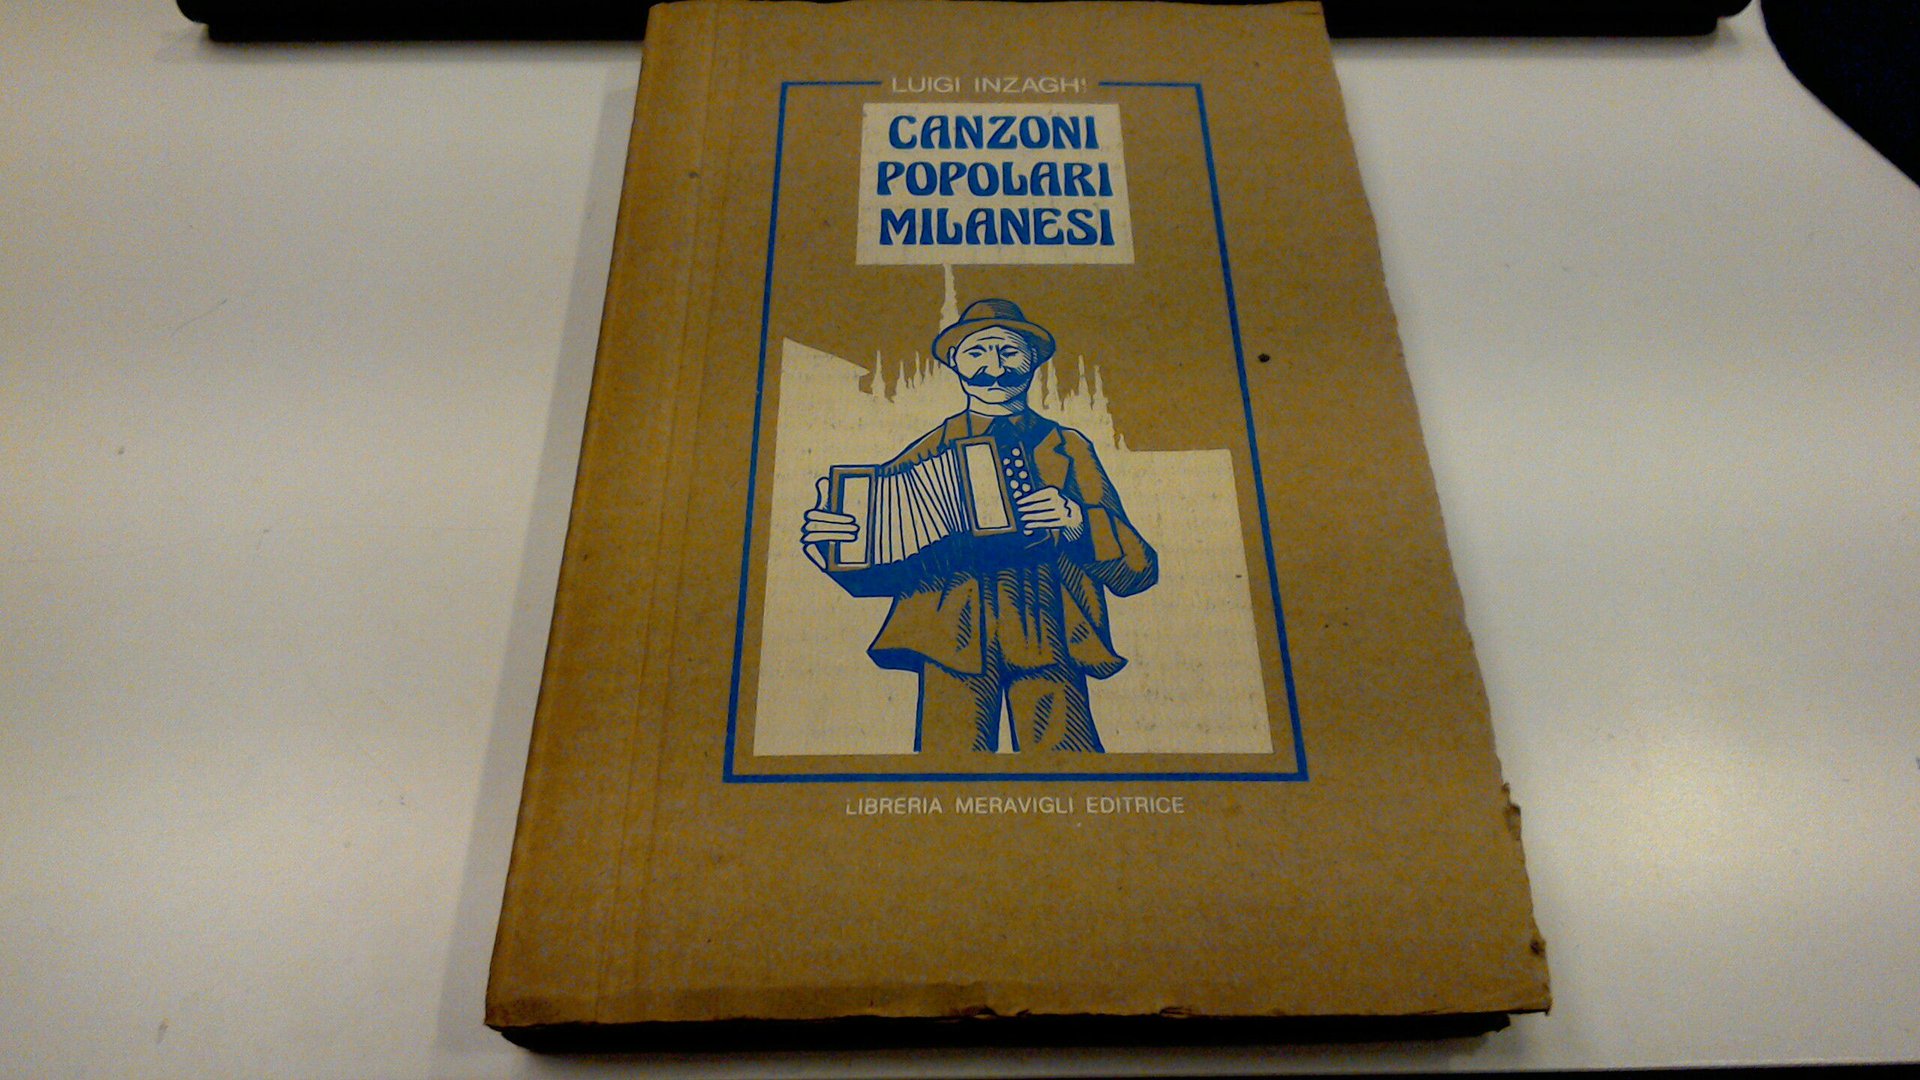 LUIGI INZAGHI
CANZONI
POPOLARI
MILANESI
LIBRERIA MERAVIGLI EDITRICE